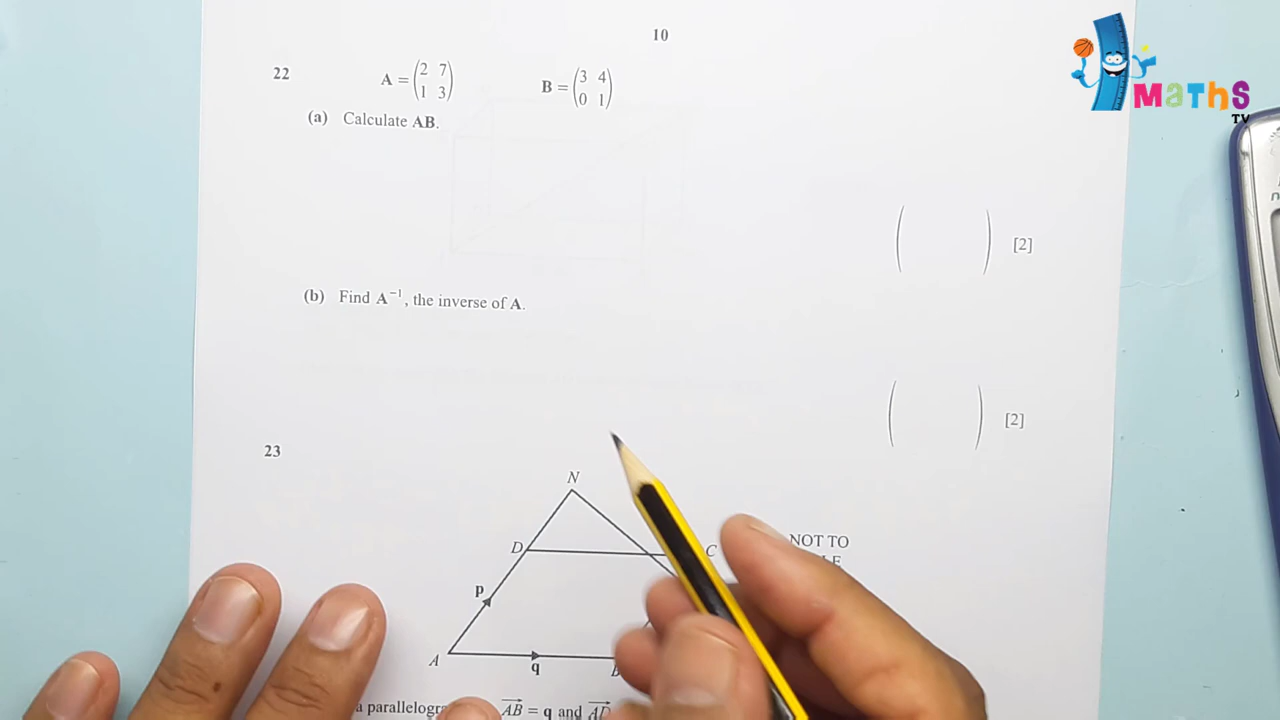 10
MATHS
TV
22 A = (2 7 1 3) B = (3 4 0 1)
(a) Calculate AB.
( ) [2]
(b) Find A⁻¹, the inverse of A.
( ) [2]
23
N
NOT TO
D C
p
A
q
a AB = q and AD